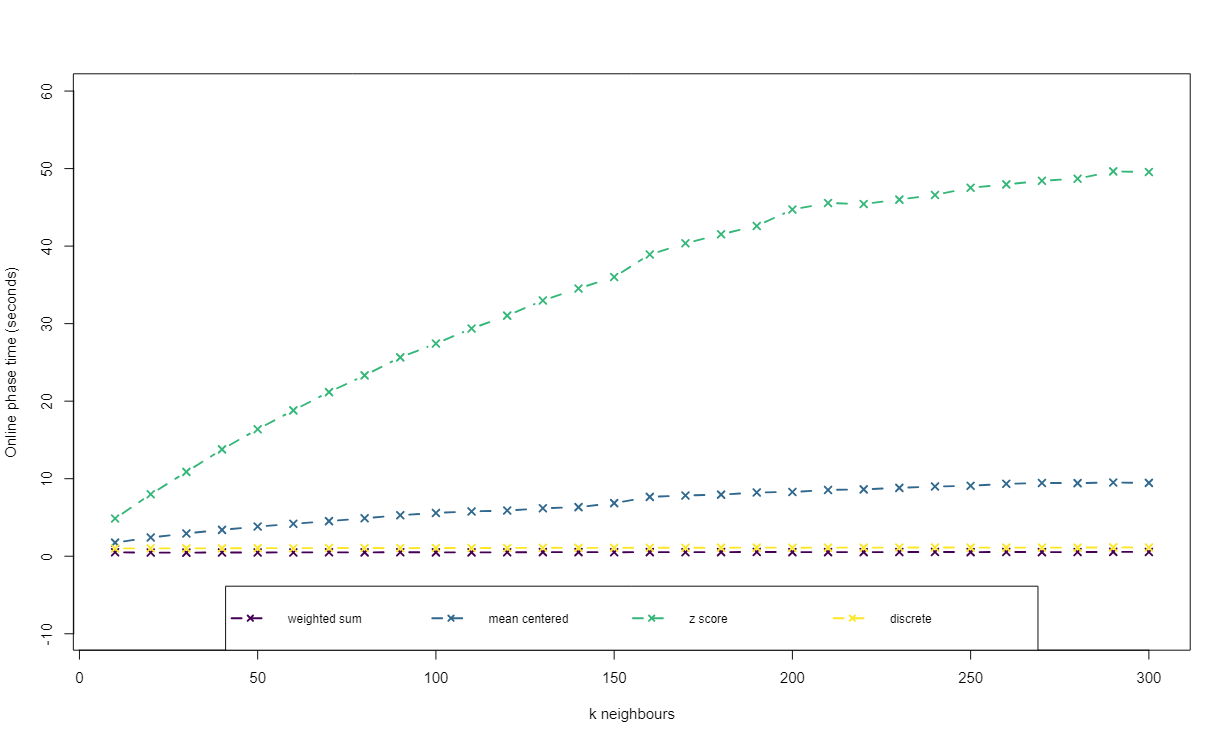 Online phase time (seconds)
60
50
40
30
20
10
0
-10
weighted sum
mean centered
z score
discrete
0
50
100
150
200
250
300
k neighbours